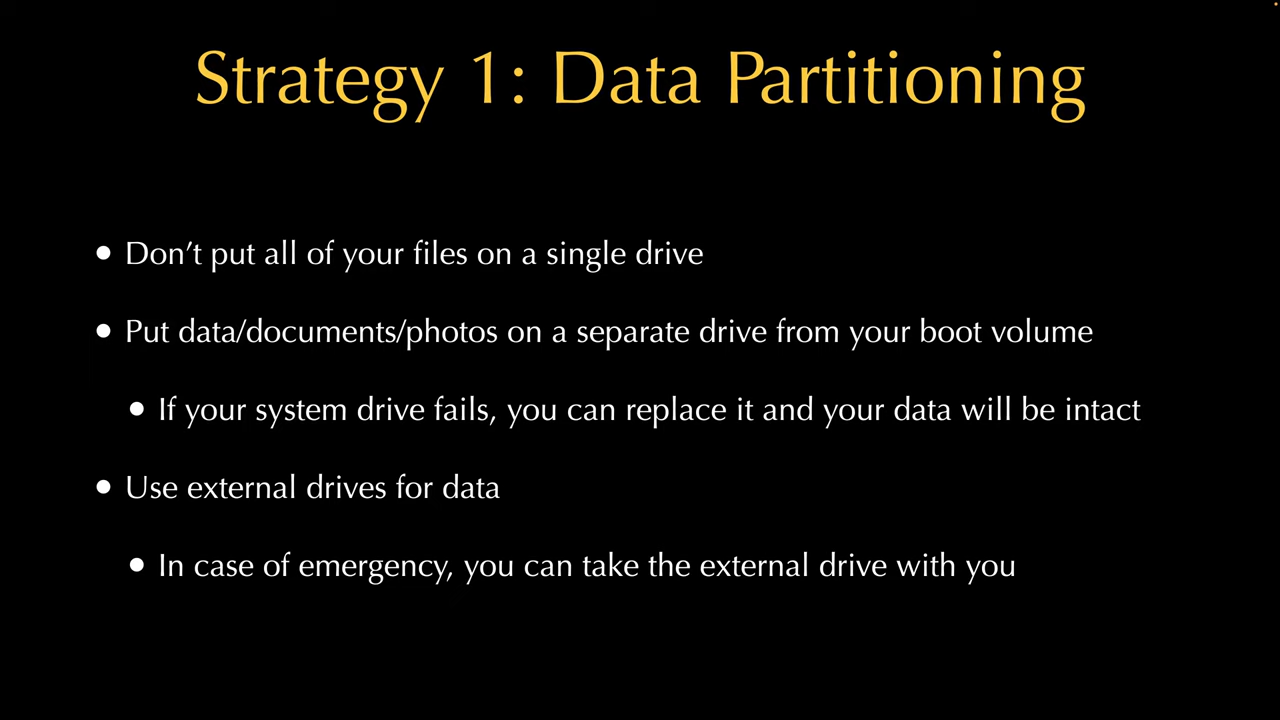 Strategy 1: Data Partitioning
• Don’t put all of your files on a single drive
• Put data/documents/photos on a separate drive from your boot volume
• If your system drive fails, you can replace it and your data will be intact
• Use external drives for data
• In case of emergency, you can take the external drive with you